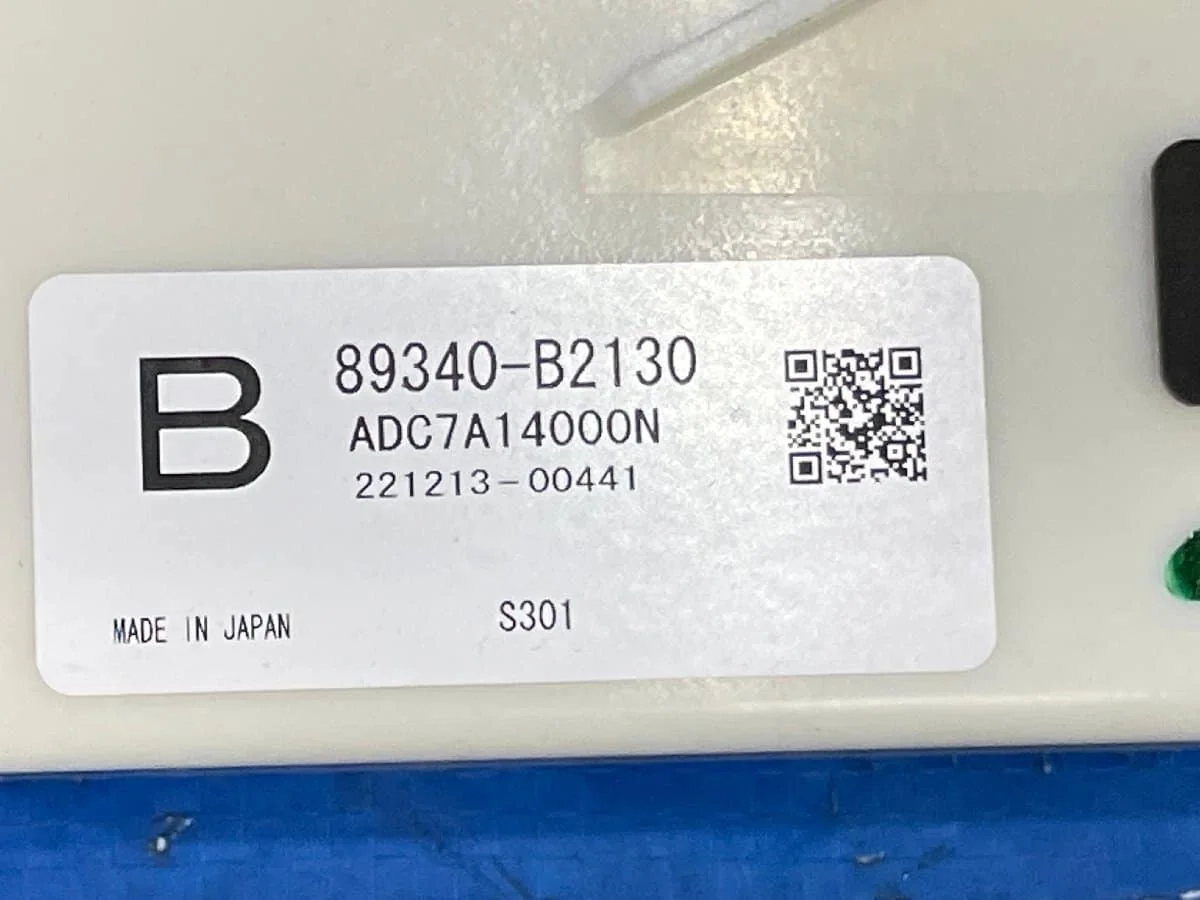 B
89340-B2130
ADC7A14000N
221213-00441
MADE IN JAPAN
S301